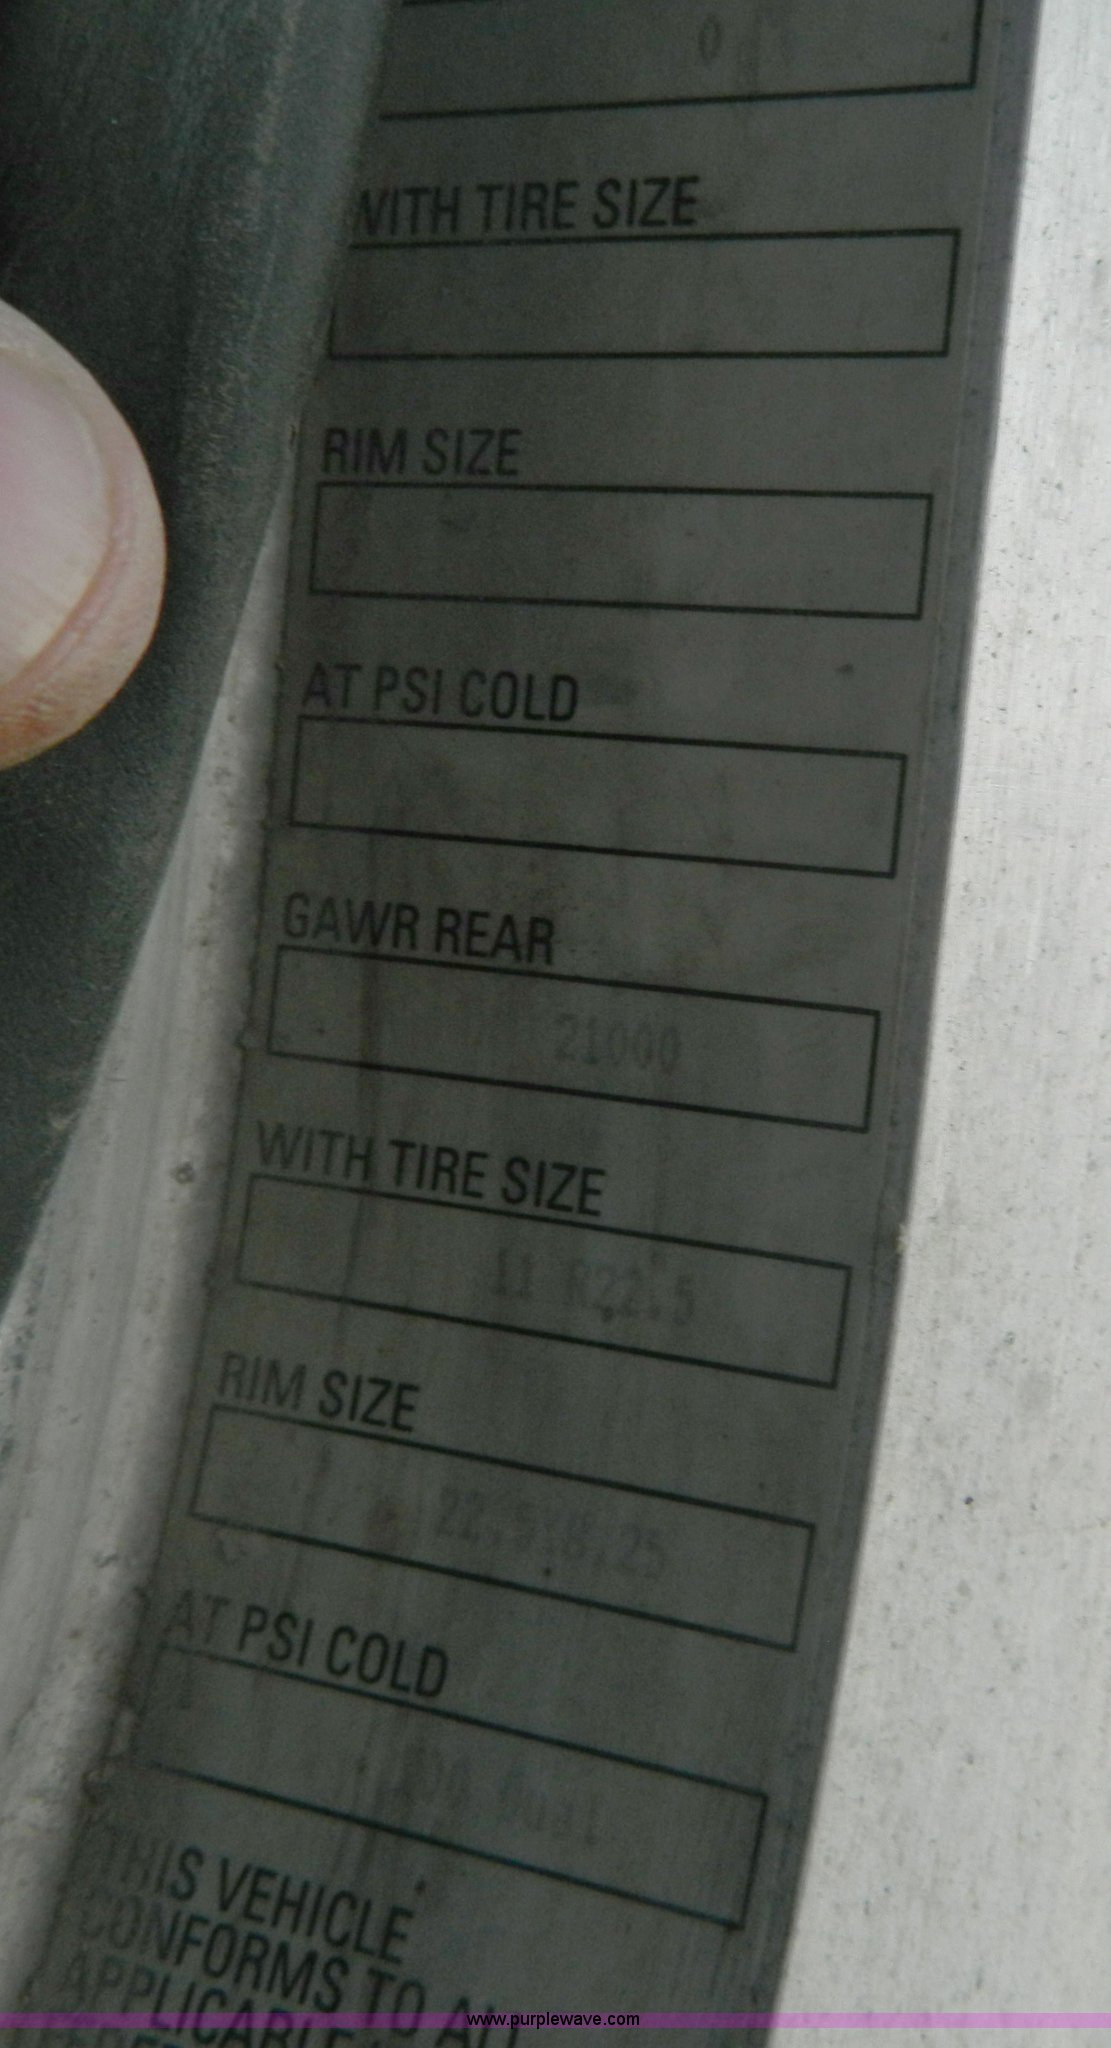 0
WITH TIRE SIZE
RIM SIZE
AT PSI COLD
GAWR REAR
21000
WITH TIRE SIZE
11 R22.5
RIM SIZE
22.5x8.25
AT PSI COLD
Dual
THIS VEHICLE
CONFORMS TO
www.purplewave.com